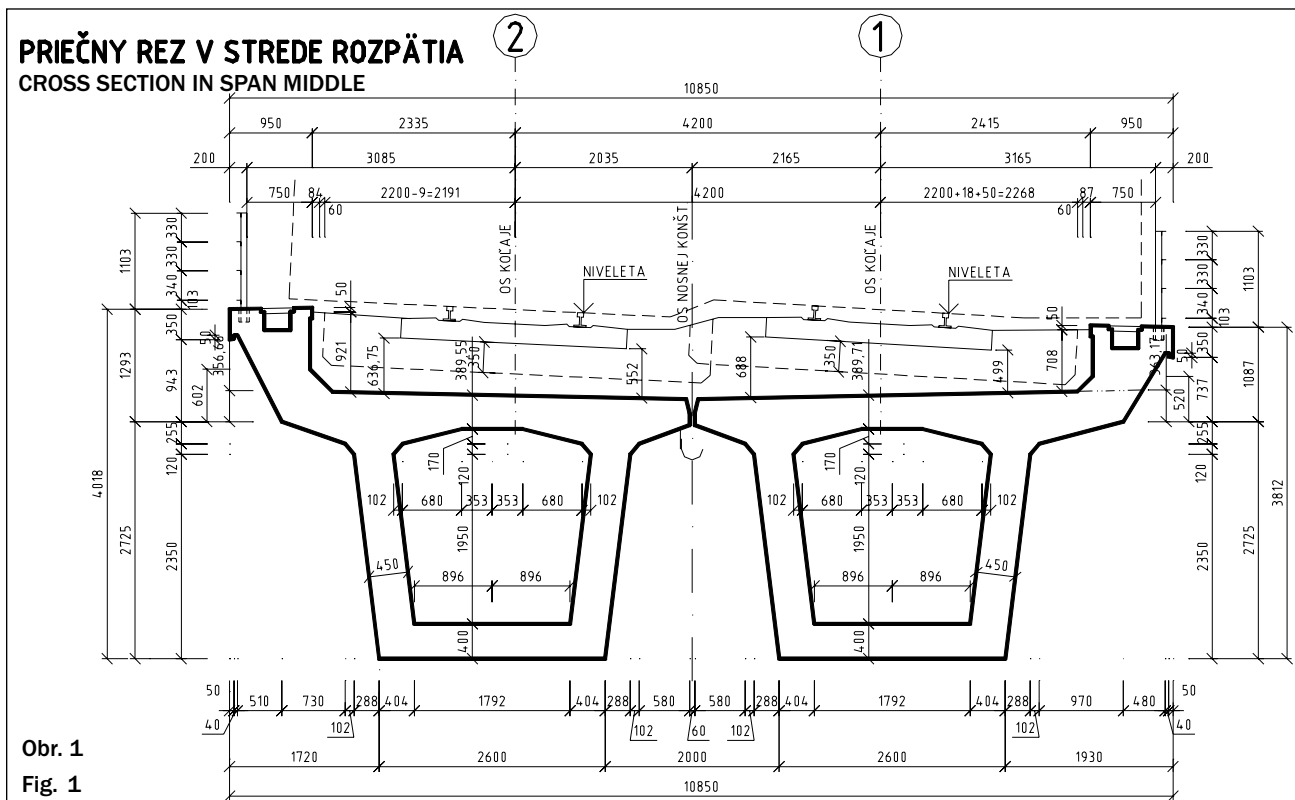 PRIEČNY REZ V STREDE ROZPÄTIA
CROSS SECTION IN SPAN MIDDLE
2 1
10850
950 2335 4200 2415 950
200 3085 2035 2165 3165 200
750 84 2200-9=2191 4200 2200+18+50=2268 87 750
60 60
OS KOĽAJE
OS NOSNEJ KONŠT
OS KOĽAJE
NIVELETA NIVELETA
330 330
330 330
340 340
103 103
1103 1103
50 50
350 350
50 50
356,68 363,17
1293 1087
943 737
602 520
921 636,75 389,55 350 552 688 350 389,71 499 708
255 255
120 120
170 170
120 120
4018 3812
2725 2725
2350 2350
102 680 353 353 680 102 102 680 353 353 680 102
1950 1950
450 450
896 896 896 896
400 400
50 510 730 288 404 1792 404 288 580 580 288 404 1792 404 288 970 480 50
40 102 102 60 102 102 40
1720 2600 2000 2600 1930
10850
Obr. 1
Fig. 1